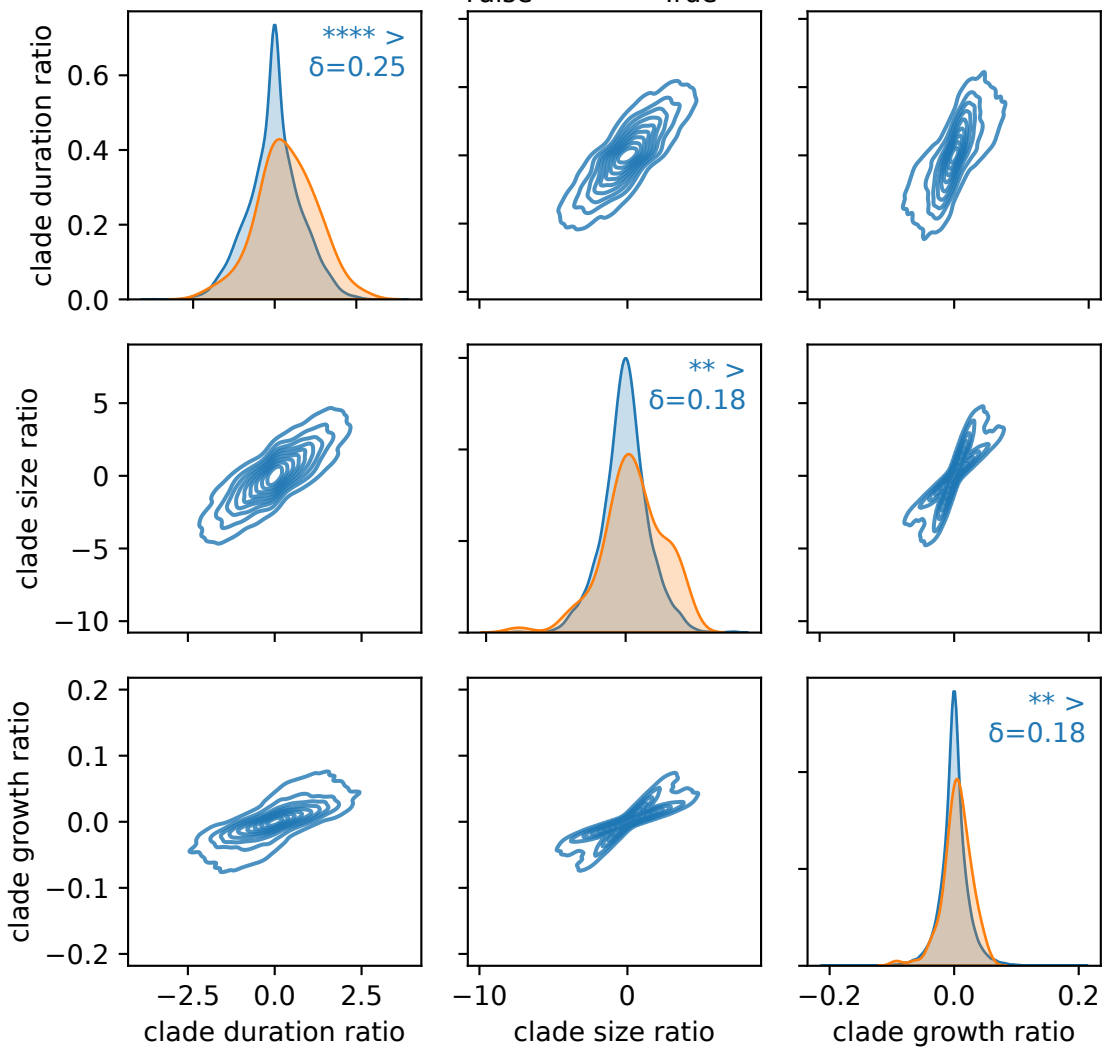 clade duration ratio
0.6
0.4
0.2
0.0
**** >
δ=0.25
clade size ratio
5
0
−5
−10
** >
δ=0.18
clade growth ratio
0.2
0.1
0.0
−0.1
−0.2
** >
δ=0.18
−2.5 0.0 2.5
−10 0
−0.2 0.0 0.2
clade duration ratio
clade size ratio
clade growth ratio